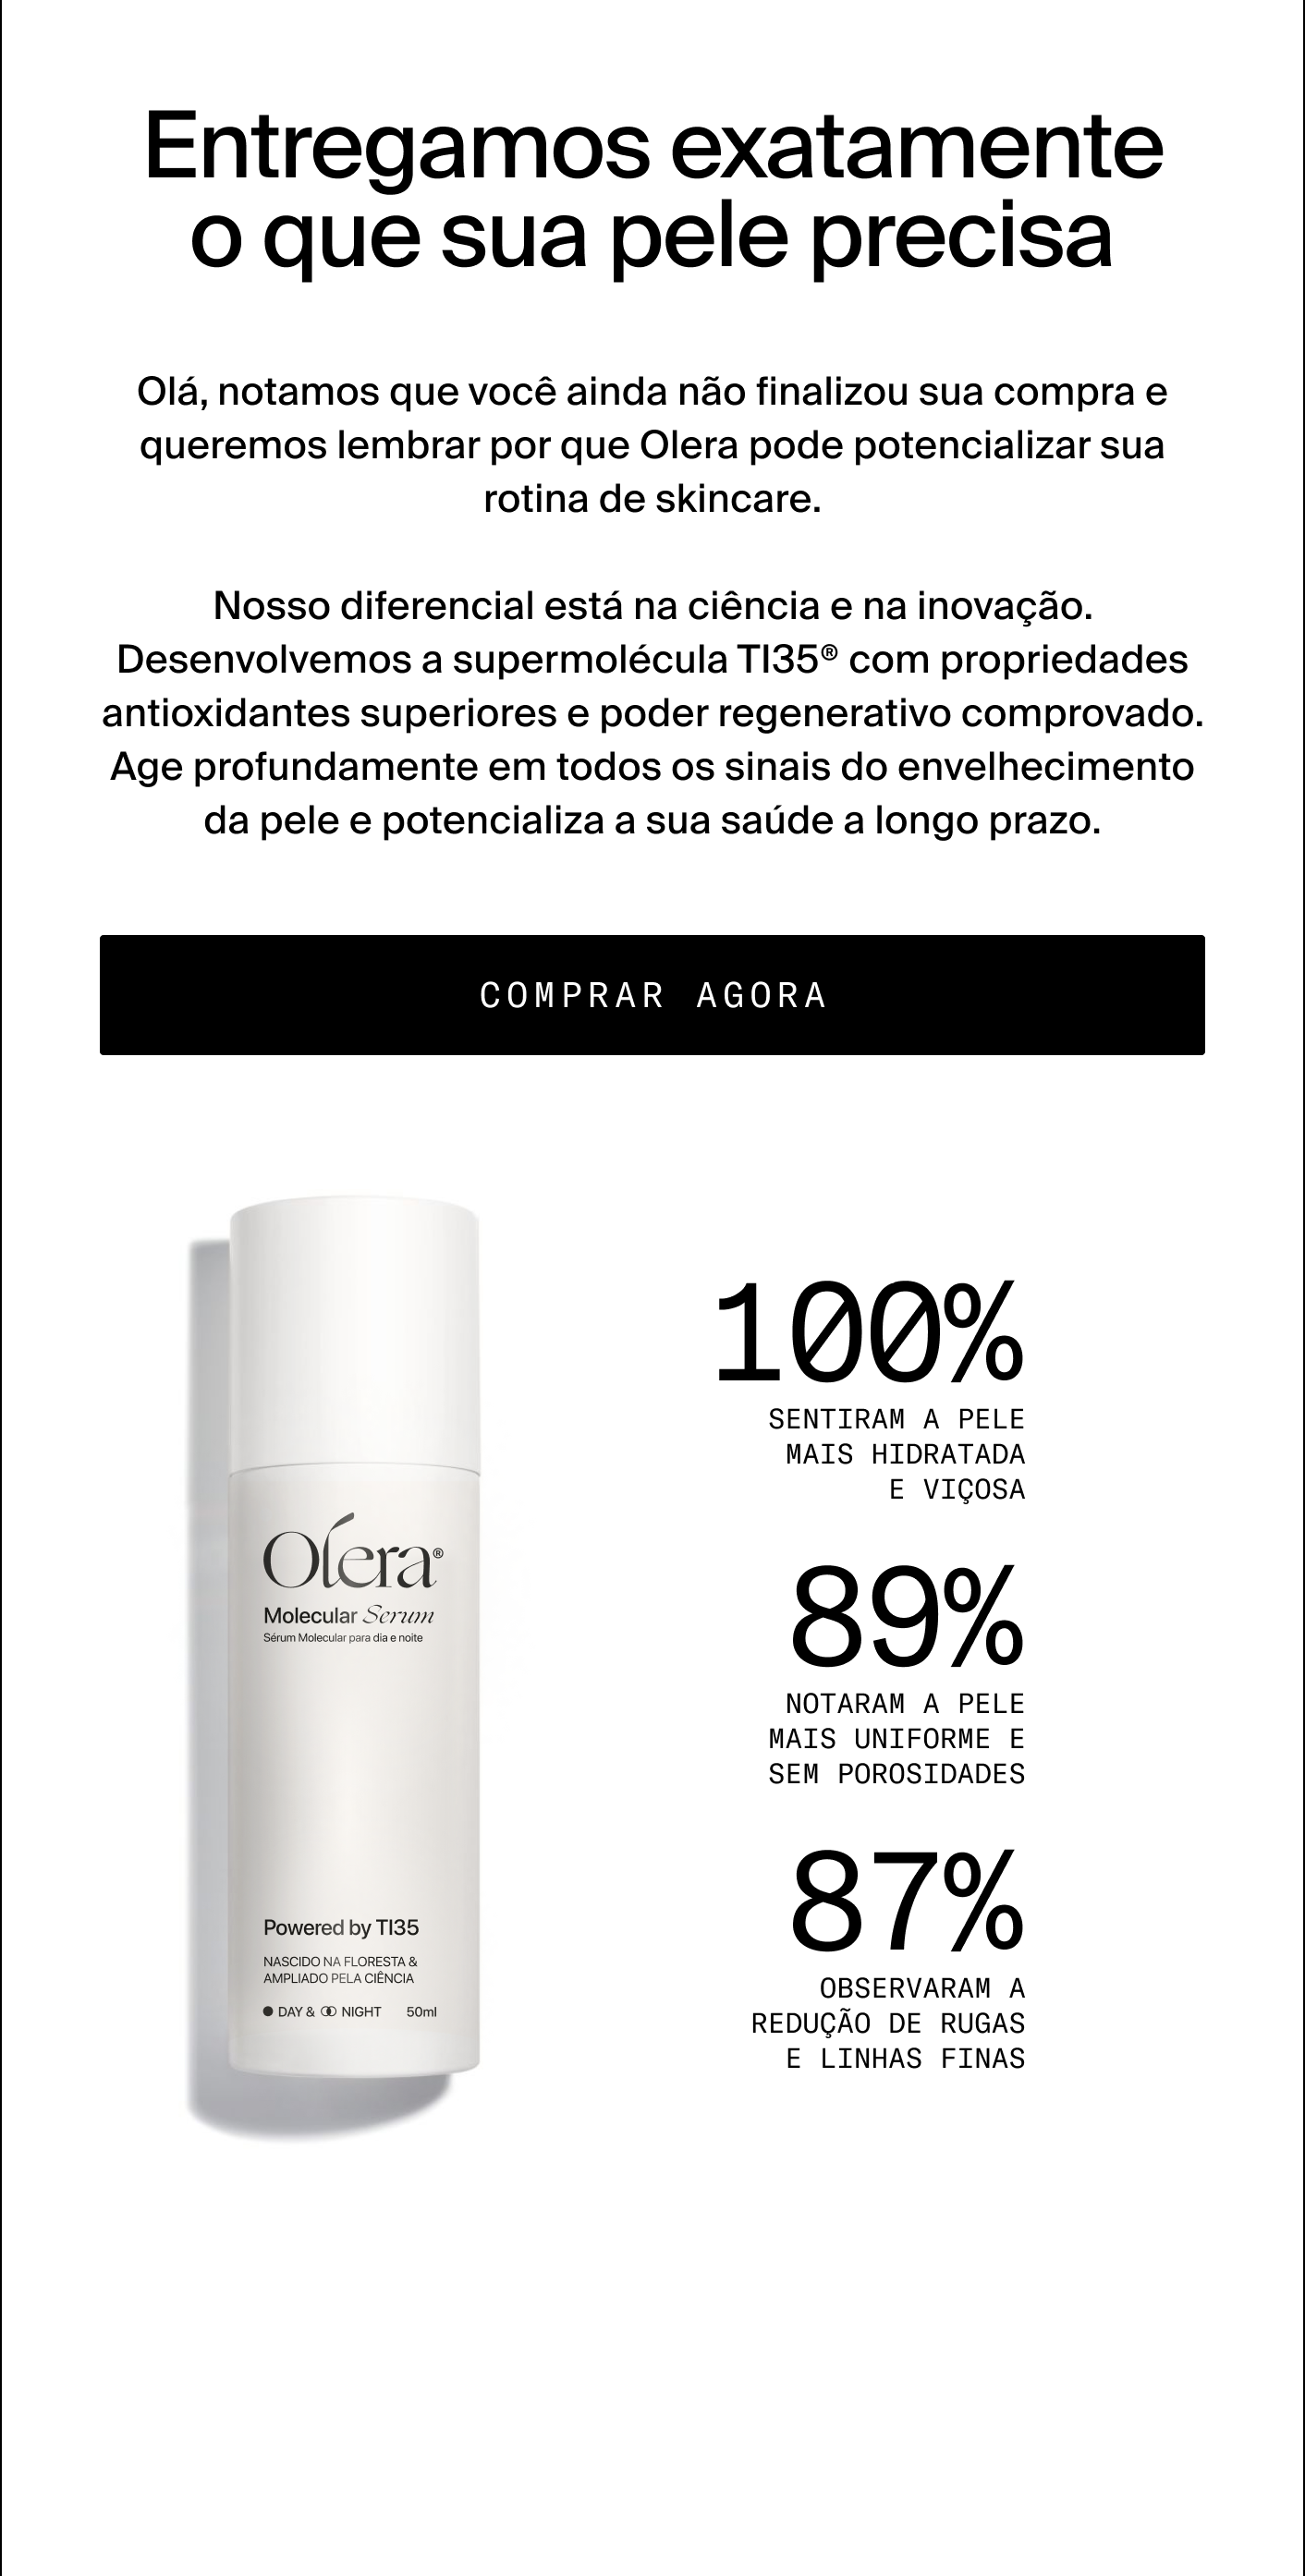 Entregamos exatamente
o que sua pele precisa
Olá, notamos que você ainda não finalizou sua compra e
queremos lembrar por que Olera pode potencializar sua
rotina de skincare.
Nosso diferencial está na ciência e na inovação.
Desenvolvemos a supermolécula TI35® com propriedades
antioxidantes superiores e poder regenerativo comprovado.
Age profundamente em todos os sinais do envelhecimento
da pele e potencializa a sua saúde a longo prazo.
COMPRAR AGORA
Olera®
Molecular Serum
Sérum Molecular para dia e noite
Powered by TI35
NASCIDO NA FLORESTA &
AMPLIADO PELA CIÊNCIA
DAY & NIGHT 50ml
100%
SENTIRAM A PELE
MAIS HIDRATADA
E VIÇOSA
89%
NOTARAM A PELE
MAIS UNIFORME E
SEM POROSIDADES
87%
OBSERVARAM A
REDUÇÃO DE RUGAS
E LINHAS FINAS